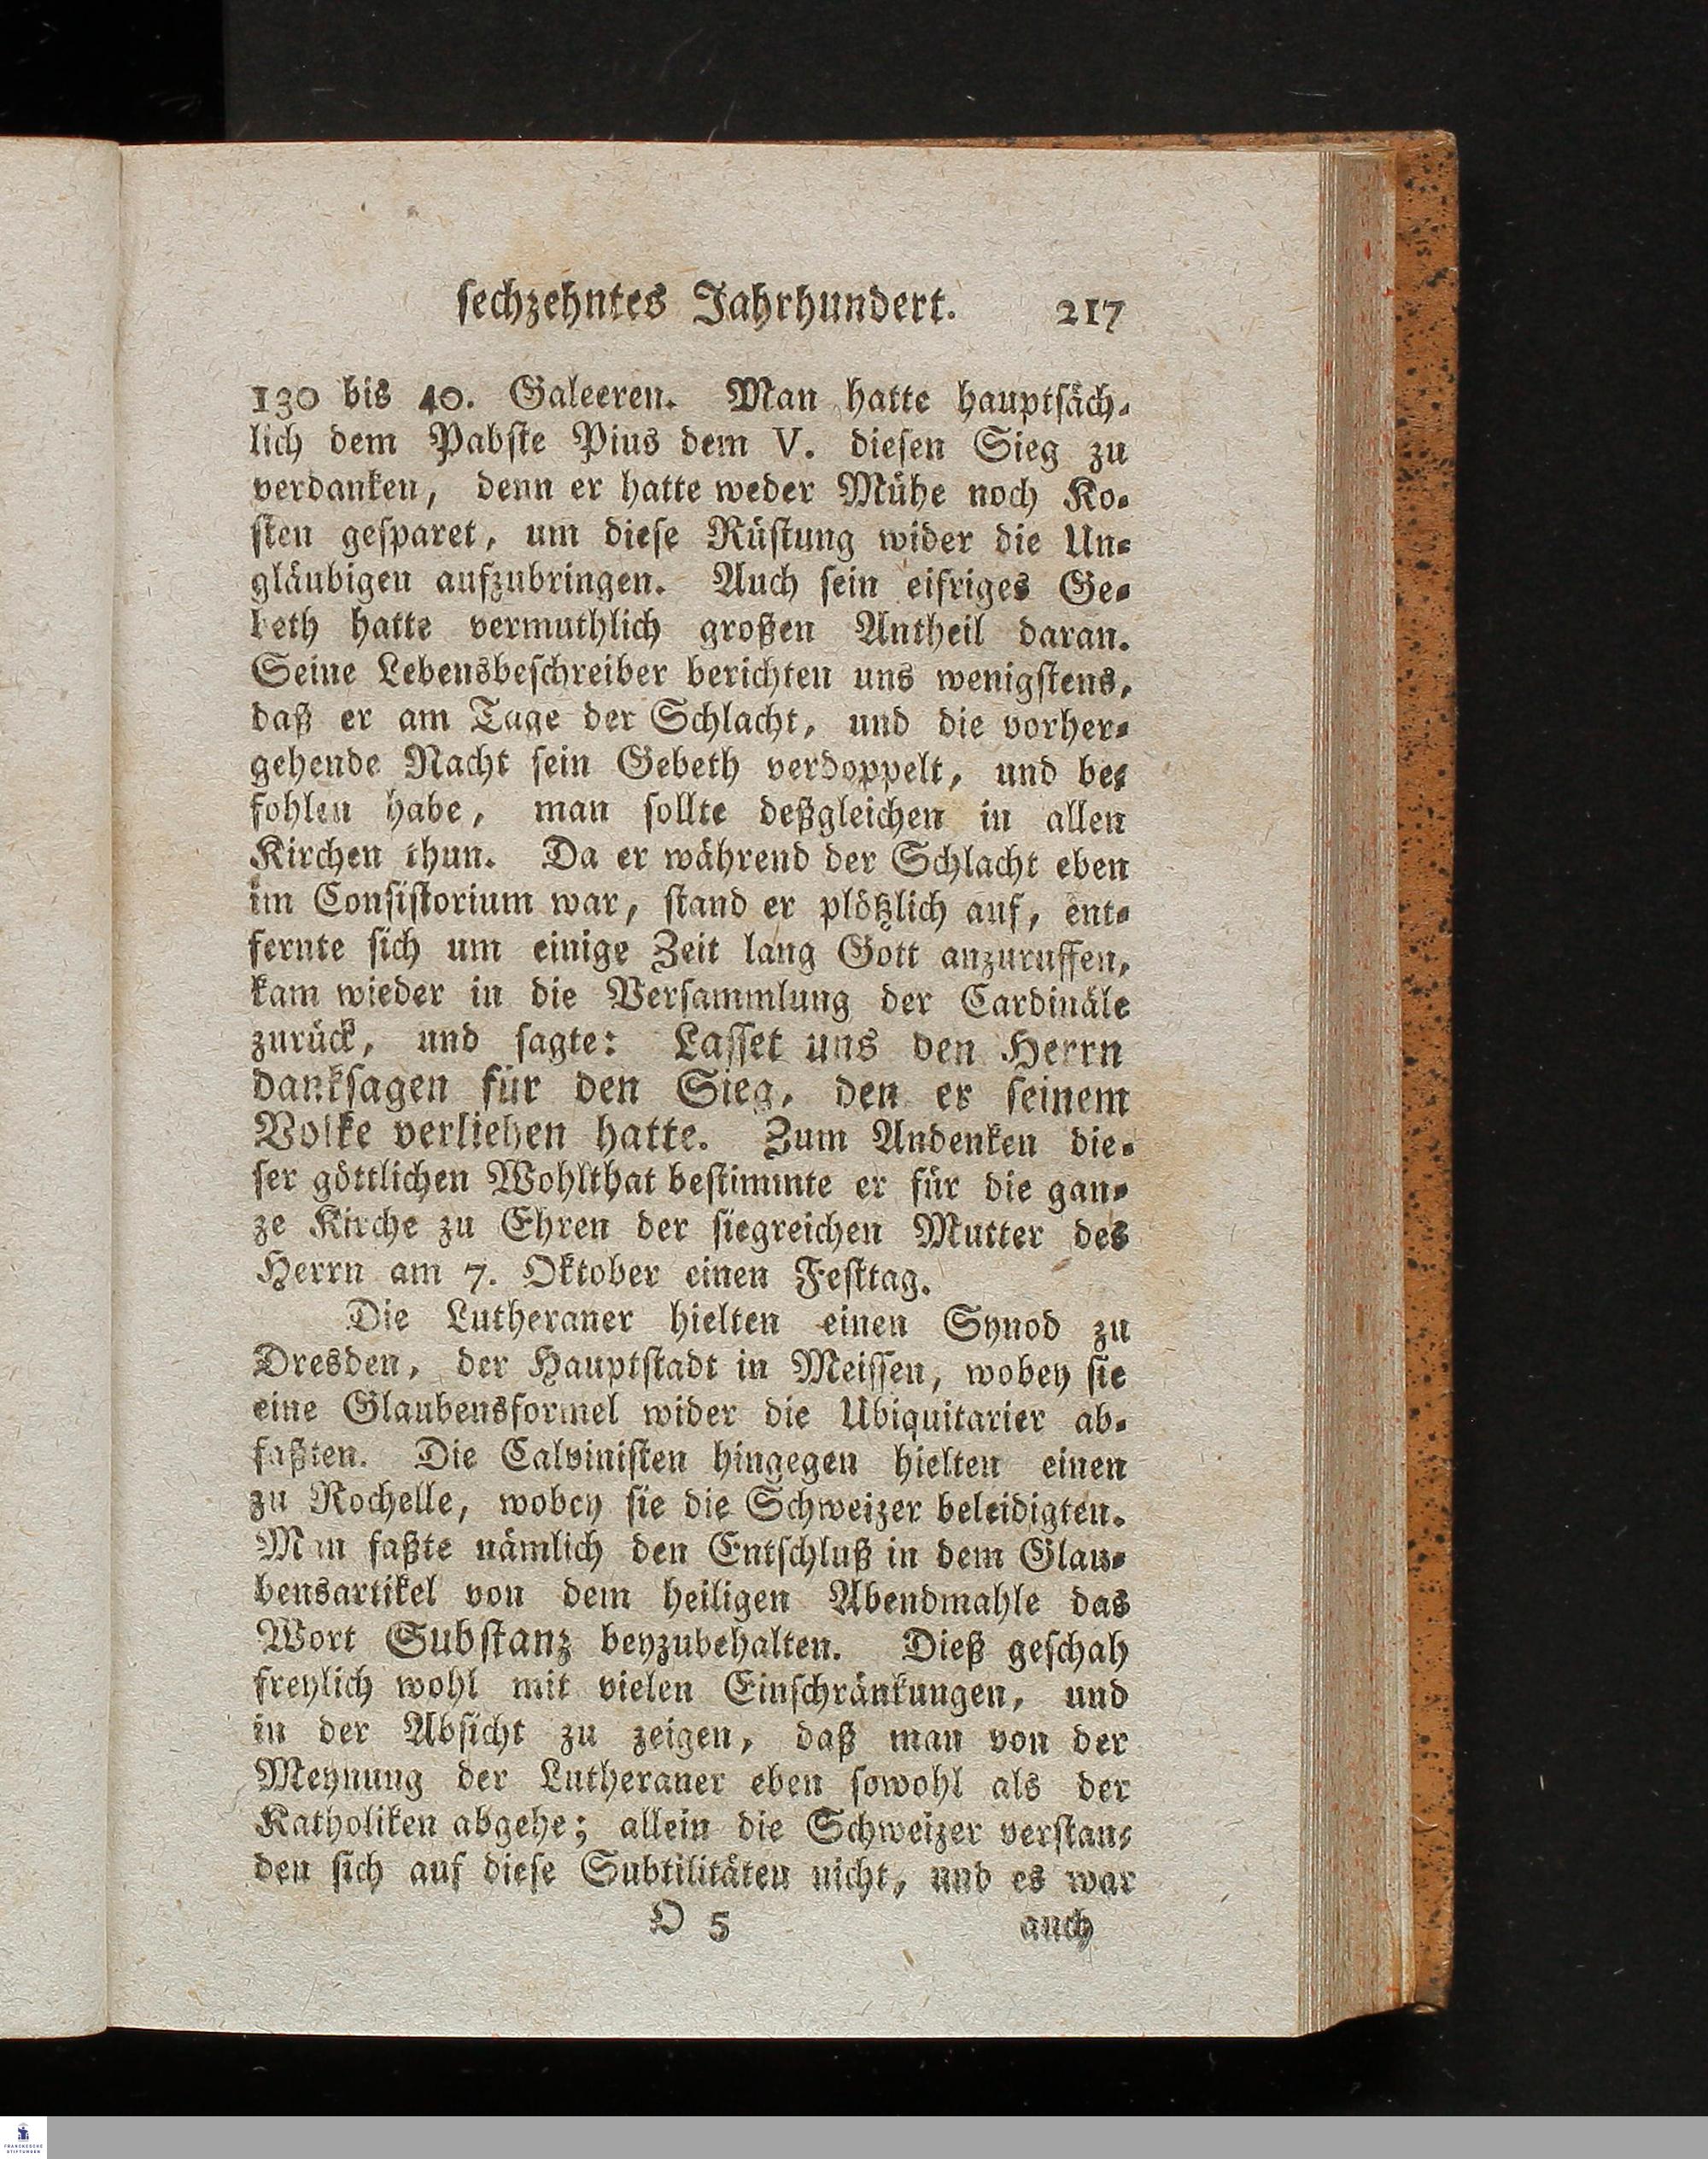 sechzehntes Jahrhundert. 217
130 bis 40. Galeeren. Man hatte hauptsäch-
lich dem Pabste Pius dem V. diesen Sieg zu
verdanken, denn er hatte weder Mühe noch Ko-
sten gesparet, um diese Rüstung wider die Un-
gläubigen aufzubringen. Auch sein eifriges Ge-
beth hatte vermuthlich großen Antheil daran.
Seine Lebensbeschreiber berichten uns wenigstens,
daß er am Tage der Schlacht, und die vorher-
gehende Nacht sein Gebeth verdoppelt, und be-
fohlen habe, man sollte deßgleichen in allen
Kirchen thun. Da er während der Schlacht eben
im Consistorium war, stand er plötzlich auf, ent-
fernte sich um einige Zeit lang Gott anzuruffen,
kam wieder in die Versammlung der Cardinäle
zurück, und sagte: Lasset uns den Herrn
danksagen für den Sieg, den er seinem
Volke verliehen hatte. Zum Andenken die-
ser göttlichen Wohlthat bestimmte er für die gan-
ze Kirche zu Ehren der siegreichen Mutter des
Herrn am 7. Oktober einen Festtag.
Die Lutheraner hielten einen Synod zu
Dresden, der Hauptstadt in Meissen, wobey sie
eine Glaubensformel wider die Ubiquitarier ab-
faßten. Die Calvinisten hingegen hielten einen
zu Rochelle, wobey sie die Schweizer beleidigten.
Man faßte nämlich den Entschluß in dem Glau-
bensartikel von dem heiligen Abendmahle das
Wort Substanz beyzubehalten. Dieß geschah
freylich wohl mit vielen Einschränkungen, und
in der Absicht zu zeigen, daß man von der
Meynung der Lutheraner eben sowohl als der
Katholiken abgehe; allein die Schweizer verstan-
den sich auf diese Subtilitäten nicht, und es war
O 5 auch
FRANCKESCHE
STIFTUNGEN